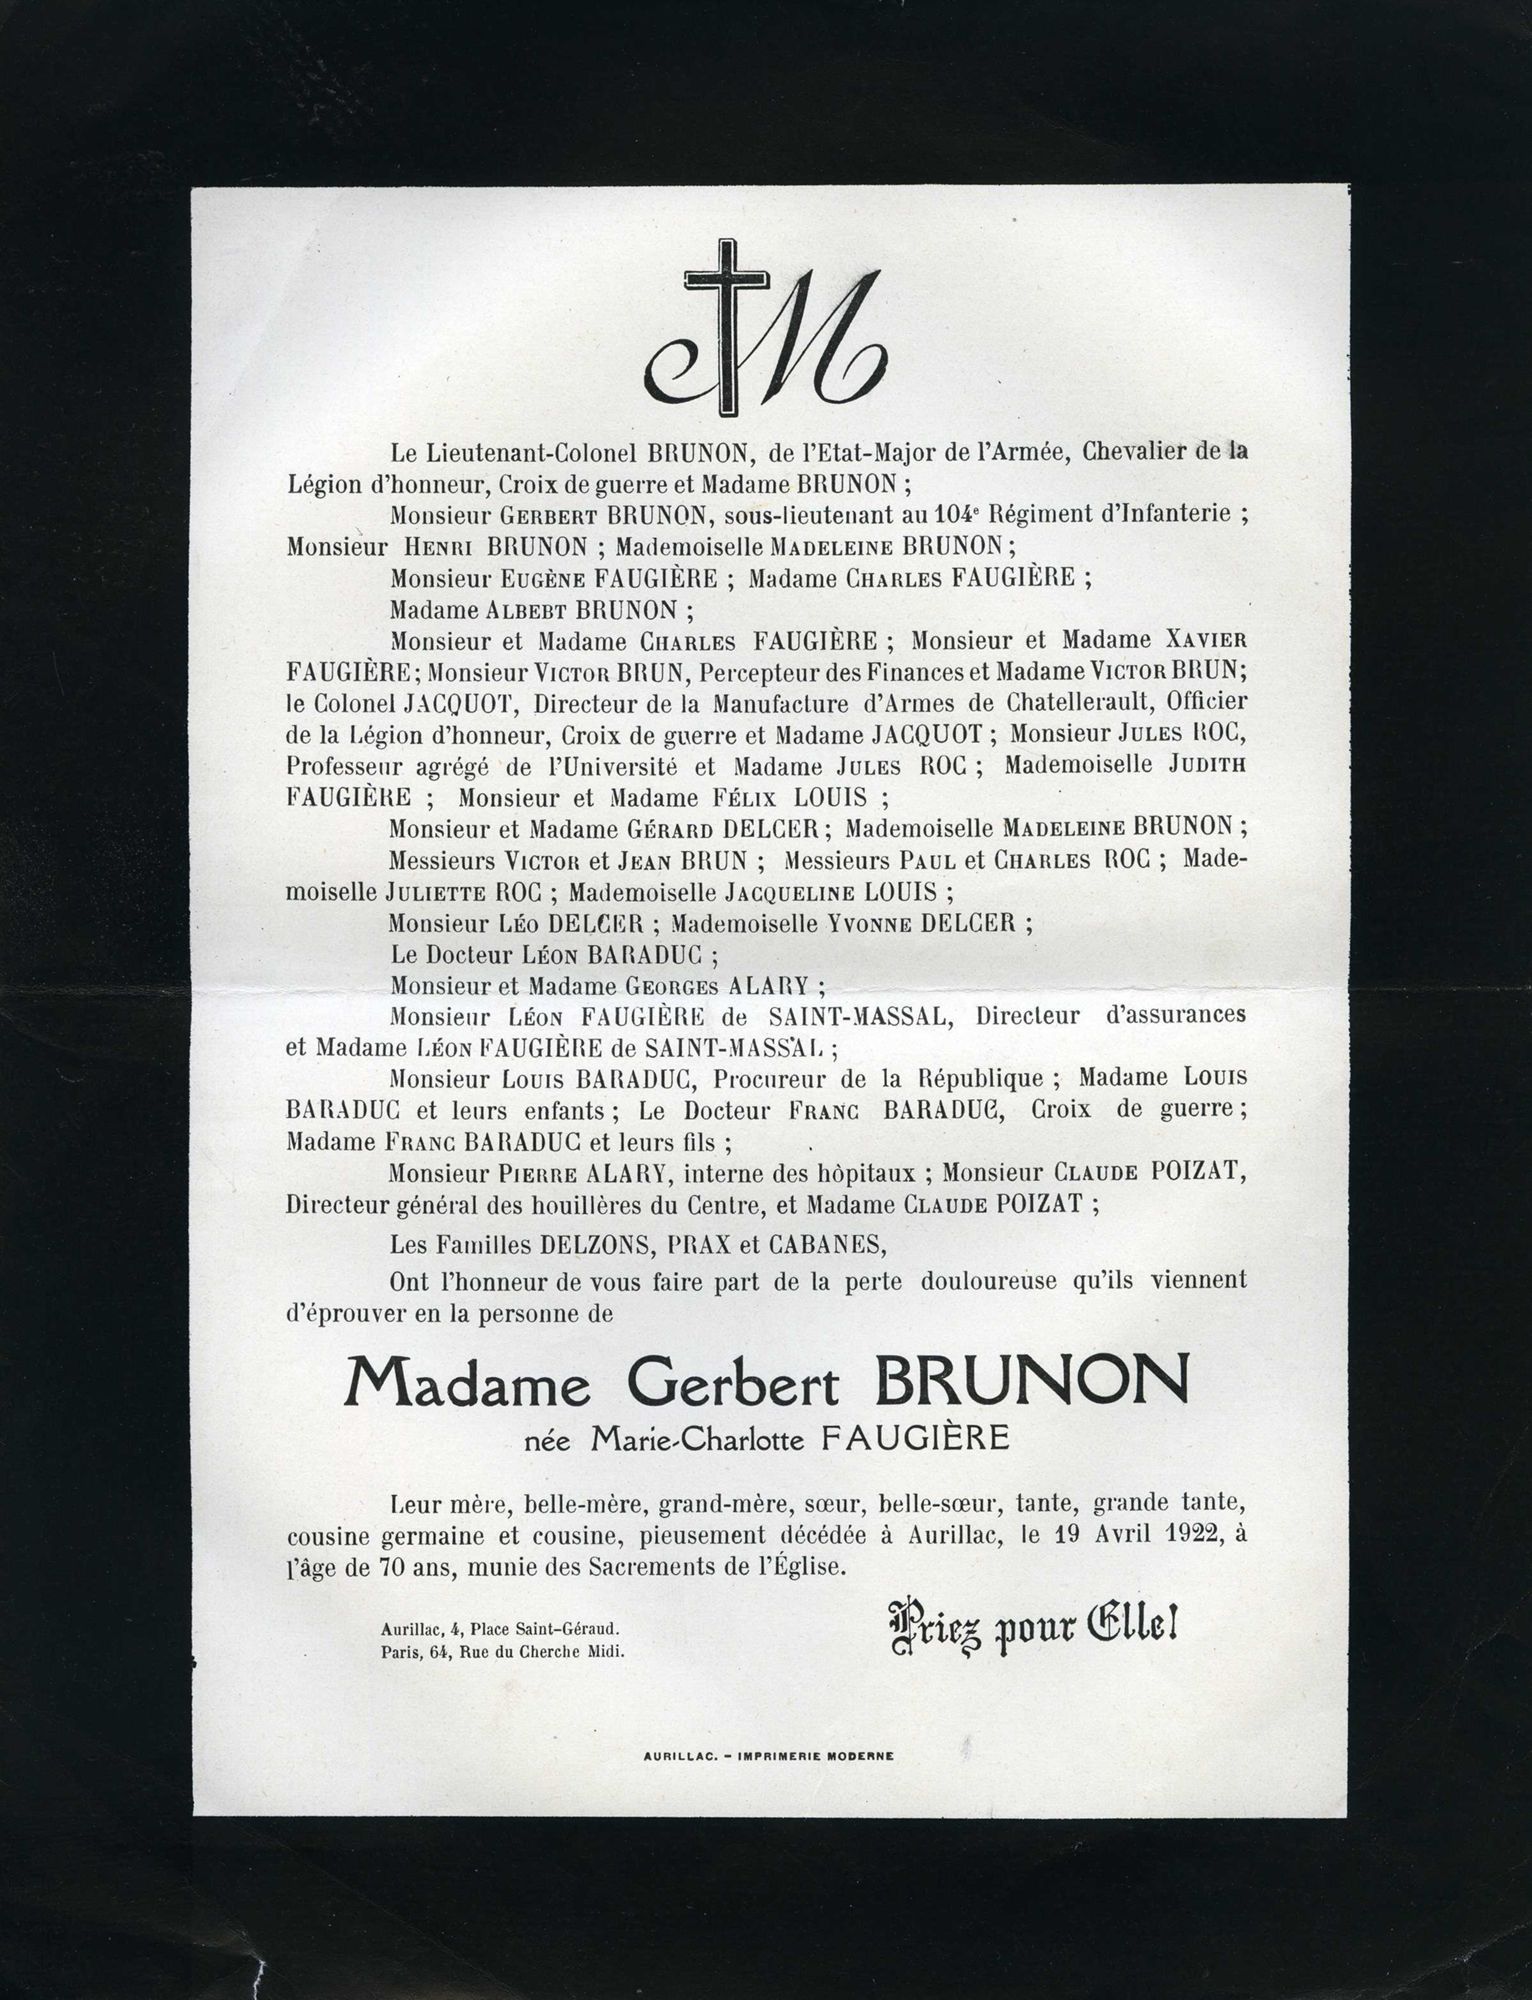 M
Le Lieutenant-Colonel BRUNON, de l'Etat-Major de l'Armée, Chevalier de la
Légion d'honneur, Croix de guerre et Madame BRUNON ;
Monsieur GERBERT BRUNON, sous-lieutenant au 104e Régiment d'Infanterie ;
Monsieur HENRI BRUNON ; Mademoiselle MADELEINE BRUNON ;
Monsieur EUGÈNE FAUGIÈRE ; Madame CHARLES FAUGIÈRE ;
Madame ALBEBT BRUNON ;
Monsieur et Madame CHARLES FAUGIÈRE ; Monsieur et Madame XAVIER
FAUGIÈRE ; Monsieur VICTOR BRUN, Percepteur des Finances et Madame VICTOR BRUN ;
le Colonel JACQUOT, Directeur de la Manufacture d'Armes de Chatellerault, Officier
de la Légion d'honneur, Croix de guerre et Madame JACQUOT ; Monsieur JULES ROC,
Professeur agrégé de l'Université et Madame JULES ROC ; Mademoiselle JUDITH
FAUGIÈRE ; Monsieur et Madame FÉLIX LOUIS ;
Monsieur et Madame GÉRARD DELCER ; Mademoiselle MADELEINE BRUNON ;
Messieurs VICTOR et JEAN BRUN ; Messieurs PAUL et CHARLES ROC ; Made-
moiselle JULIETTE ROC ; Mademoiselle JACQUELINE LOUIS ;
Monsieur LÉO DELCER ; Mademoiselle YVONNE DELCER ;
Le Docteur LÉON BARADUC ;
Monsieur et Madame GEORGES ALARY ;
Monsieur LÉON FAUGIÈRE de SAINT-MASSAL, Directeur d'assurances
et Madame LÉON FAUGIÈRE de SAINT-MASSAL ;
Monsieur LOUIS BARADUC, Procureur de la République ; Madame LOUIS
BARADUC et leurs enfants ; Le Docteur FRANC BARADUC, Croix de guerre ;
Madame FRANC BARADUC et leurs fils ;
Monsieur PIERRE ALARY, interne des hôpitaux ; Monsieur CLAUDE POIZAT,
Directeur général des houillères du Centre, et Madame CLAUDE POIZAT ;
Les Familles DELZONS, PRAX et CABANES,
Ont l'honneur de vous faire part de la perte douloureuse qu'ils viennent
d'éprouver en la personne de
Madame Gerbert BRUNON
née Marie-Charlotte FAUGIÈRE
Leur mère, belle-mère, grand-mère, sœur, belle-sœur, tante, grande tante,
cousine germaine et cousine, pieusement décédée à Aurillac, le 19 Avril 1922, à
l'âge de 70 ans, munie des Sacrements de l'Église.
Priez pour Elle!
Aurillac, 4, Place Saint-Géraud.
Paris, 64, Rue du Cherche Midi.
AURILLAC. - IMPRIMERIE MODERNE